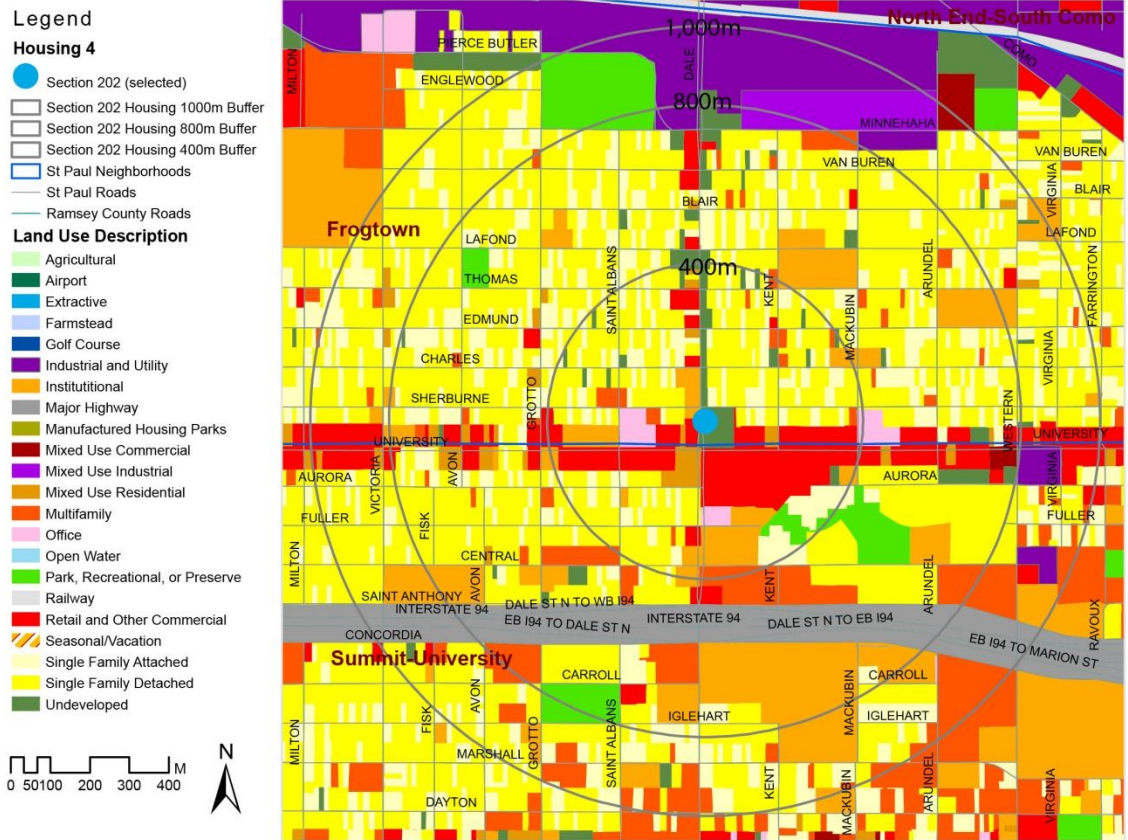 Legend
Housing 4
Section 202 (selected)
Section 202 Housing 1000m Buffer
Section 202 Housing 800m Buffer
Section 202 Housing 400m Buffer
St Paul Neighborhoods
St Paul Roads
Ramsey County Roads
Land Use Description
Agricultural
Airport
Extractive
Farmstead
Golf Course
Industrial and Utility
Institutitional
Major Highway
Manufactured Housing Parks
Mixed Use Commercial
Mixed Use Industrial
Mixed Use Residential
Multifamily
Office
Open Water
Park, Recreational, or Preserve
Railway
Retail and Other Commercial
Seasonal/Vacation
Single Family Attached
Single Family Detached
Undeveloped
0 50100 200 300 400
M
N
North End-South Como
1,000m
PIERCE BUTLER
COMO
MILTON
DALE
ENGLEWOOD
800m
MINNEHAHA
VAN BUREN
VAN BUREN
BLAIR
VIRGINIA
BLAIR
Frogtown
LAFOND
LAFOND
SAINT ALBANS
400m
KENT
ARUNDEL
FARRINGTON
THOMAS
EDMUND
MACKUBIN
CHARLES
VIRGINIA
SHERBURNE
GROTTO
WESTERN
UNIVERSITY
UNIVERSITY
AURORA
VICTORIA
AVON
AURORA
VIRGINIA
FULLER
FISK
FULLER
CENTRAL
MILTON
AVON
KENT
ARUNDEL
SAINT ANTHONY
INTERSTATE 94
DALE ST N TO WB I94
EB I94 TO DALE ST N
INTERSTATE 94
DALE ST N TO EB I94
RAVOUX
CONCORDIA
EB I94 TO MARION ST
Summit-University
CARROLL
CARROLL
AVON
FISK
MILTON
GROTTO
SAINT ALBANS
IGLEHART
MACKUBIN
IGLEHART
MARSHALL
KENT
MACKUBIN
ARUNDEL
VIRGINIA
DAYTON